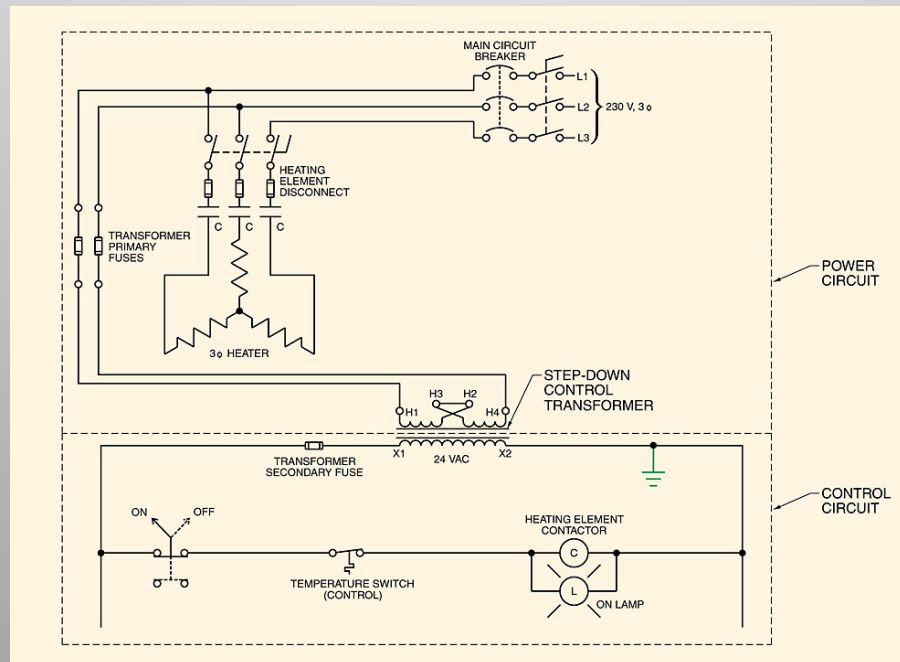 MAIN CIRCUIT
BREAKER
L1
L2
230 V, 3ϕ
L3
HEATING
ELEMENT
DISCONNECT
C
C
C
TRANSFORMER
PRIMARY
FUSES
POWER
CIRCUIT
3ϕ HEATER
STEP-DOWN
CONTROL
TRANSFORMER
H3
H2
H1
H4
X1
24 VAC
X2
TRANSFORMER
SECONDARY FUSE
CONTROL
CIRCUIT
ON
OFF
HEATING ELEMENT
CONTACTOR
C
TEMPERATURE SWITCH
(CONTROL)
L
ON LAMP